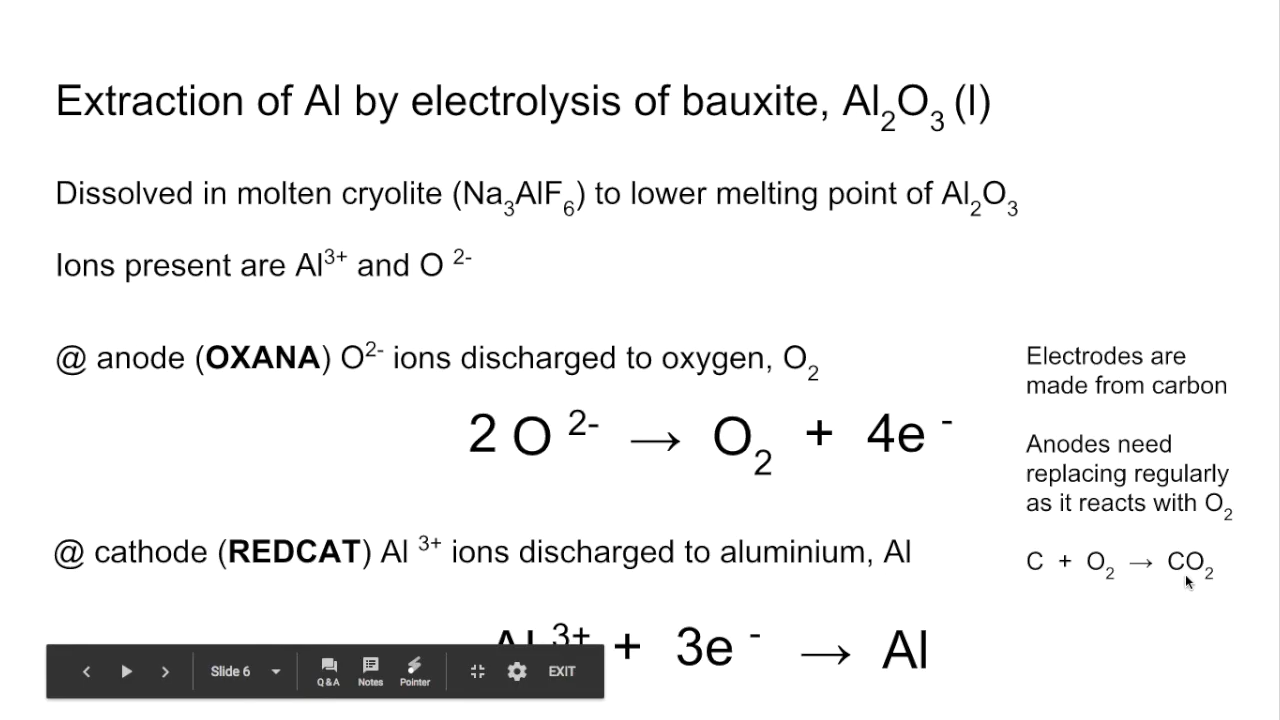 Extraction of Al by electrolysis of bauxite, Al₂O₃ (l)
Dissolved in molten cryolite (Na₃AlF₆) to lower melting point of Al₂O₃
Ions present are Al³⁺ and O ²⁻
@ anode (OXANA) O²⁻ ions discharged to oxygen, O₂
2 O ²⁻ → O₂ + 4e ⁻
@ cathode (REDCAT) Al ³⁺ ions discharged to aluminium, Al
Al ³⁺ + 3e ⁻ → Al
Electrodes are
made from carbon
Anodes need
replacing regularly
as it reacts with O₂
C + O₂ → CO₂
Slide 6
Q&A
Notes
Pointer
EXIT